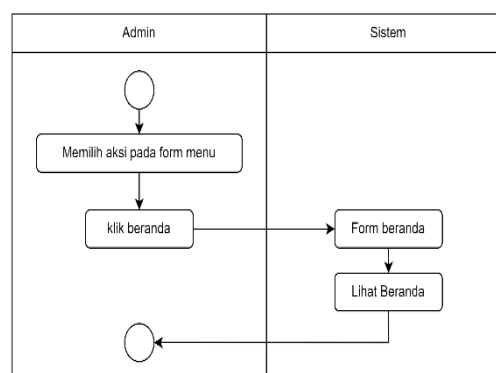 Admin
Sistem
Memilih aksi pada form menu
klik beranda
Form beranda
Lihat Beranda